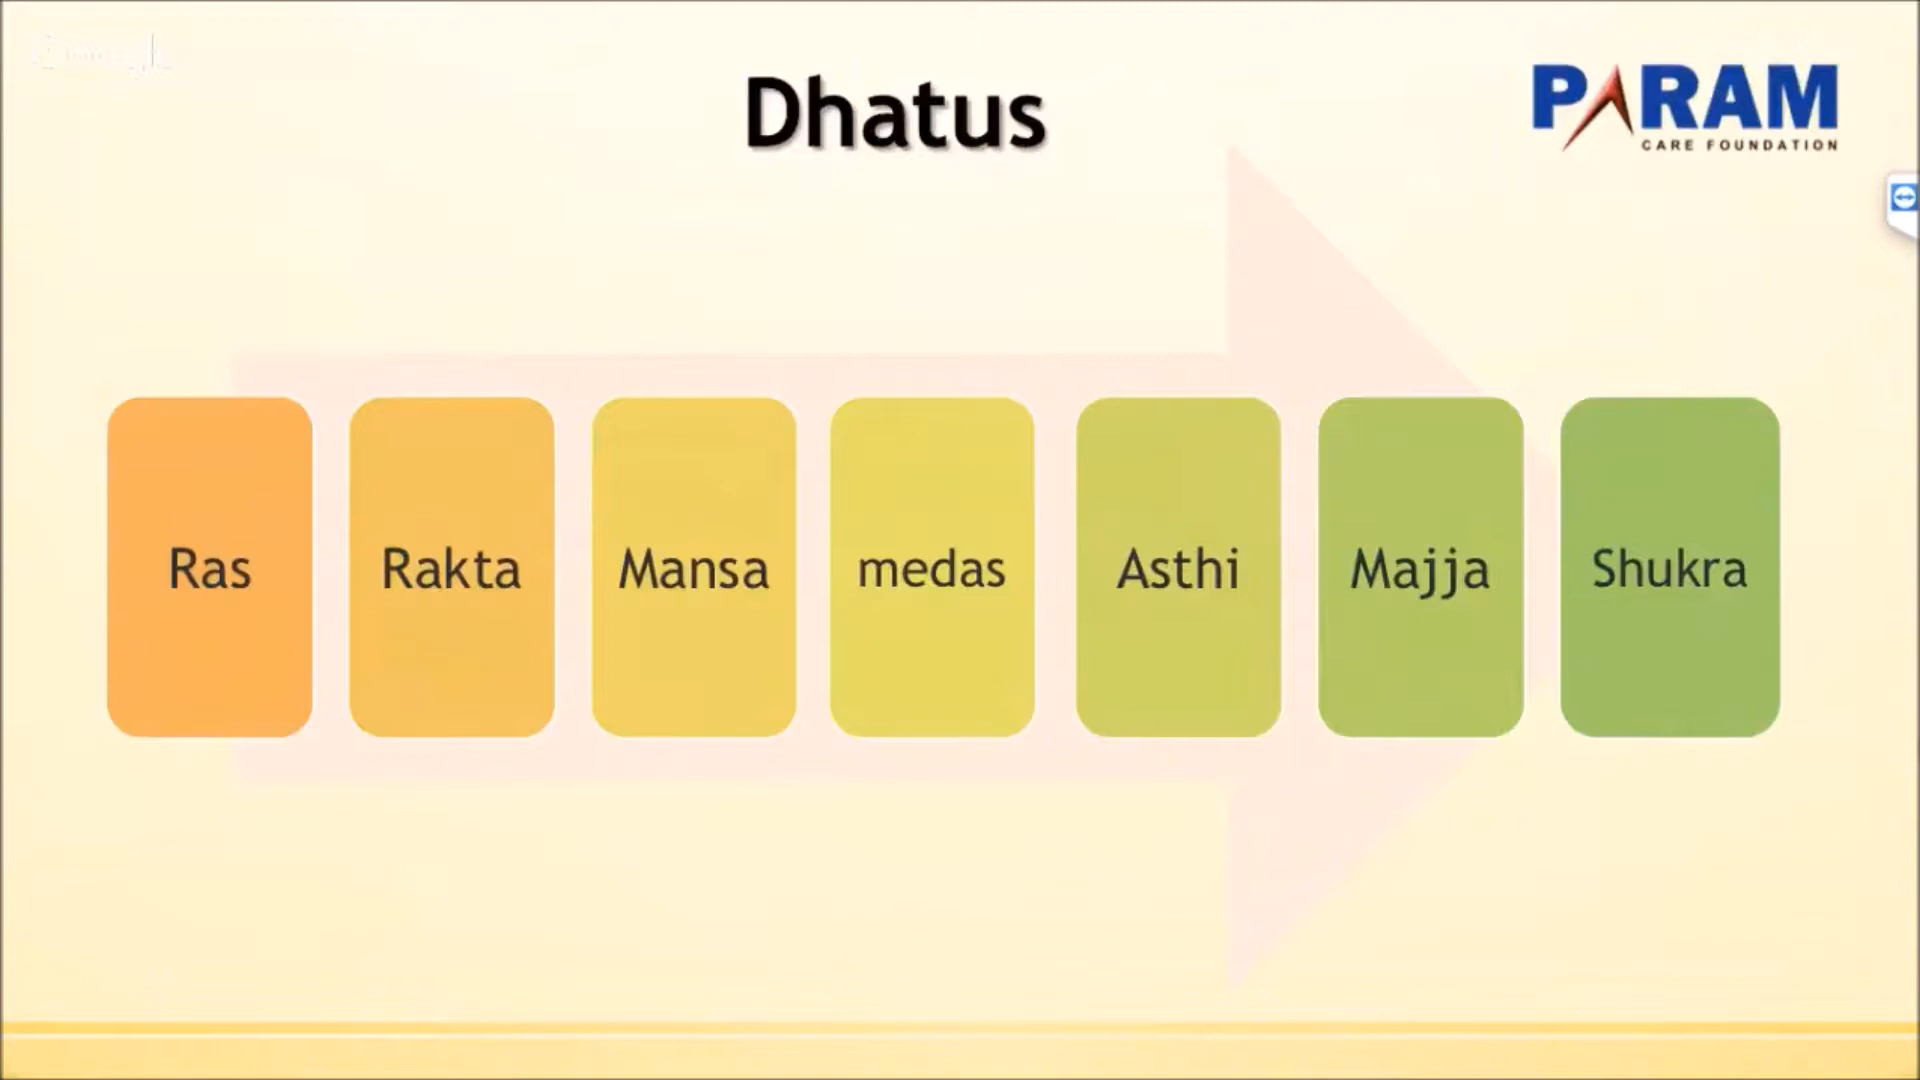 Dhatus
PARAM
CARE FOUNDATION
Ras
Rakta
Mansa
medas
Asthi
Majja
Shukra